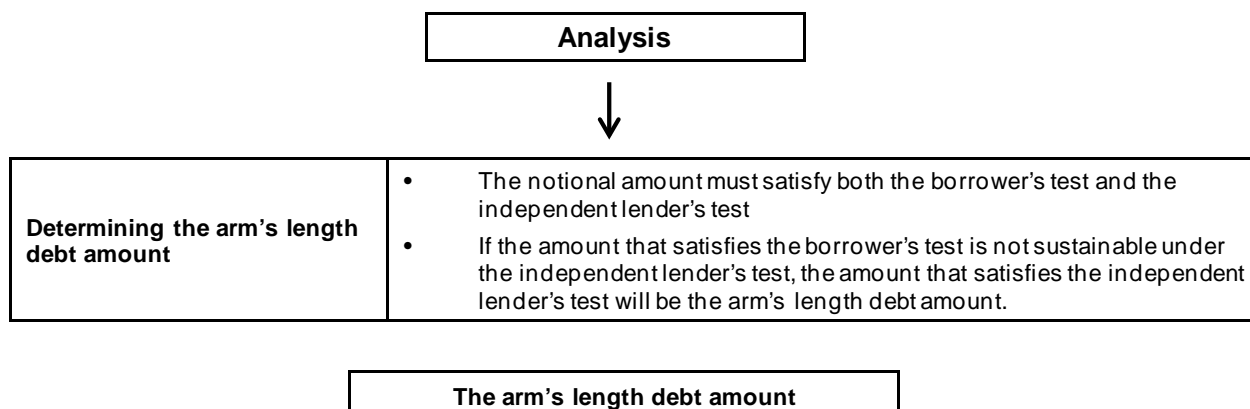 Analysis
Determining the arm's length
debt amount
• The notional amount must satisfy both the borrower's test and the
independent lender's test
• If the amount that satisfies the borrower's test is not sustainable under
the independent lender's test, the amount that satisfies the independent
lender's test will be the arm's length debt amount.
The arm's length debt amount